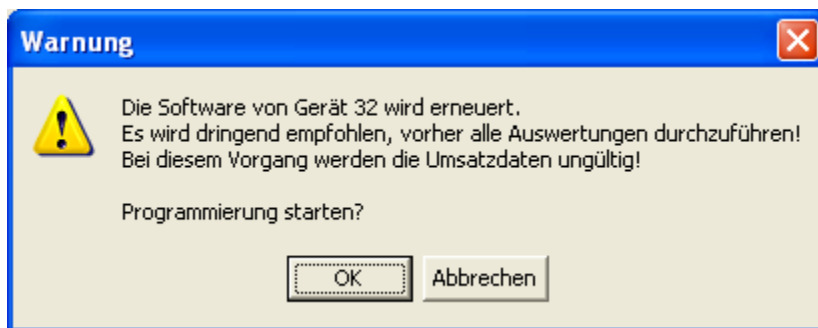 Warnung
Die Software von Gerät 32 wird erneuert.
Es wird dringend empfohlen, vorher alle Auswertungen durchzuführen!
Bei diesem Vorgang werden die Umsatzdaten ungültig!
Programmierung starten?
OK
Abbrechen